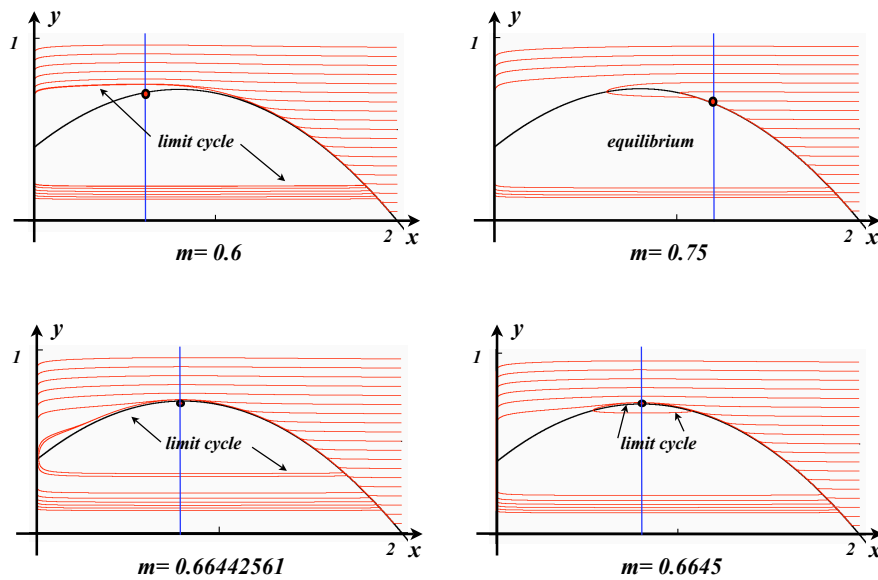 y
1
limit cycle
2
x
m= 0.6
y
1
equilibrium
2
x
m= 0.75
y
1
limit cycle
2
x
m= 0.66442561
y
1
limit cycle
2
x
m= 0.6645